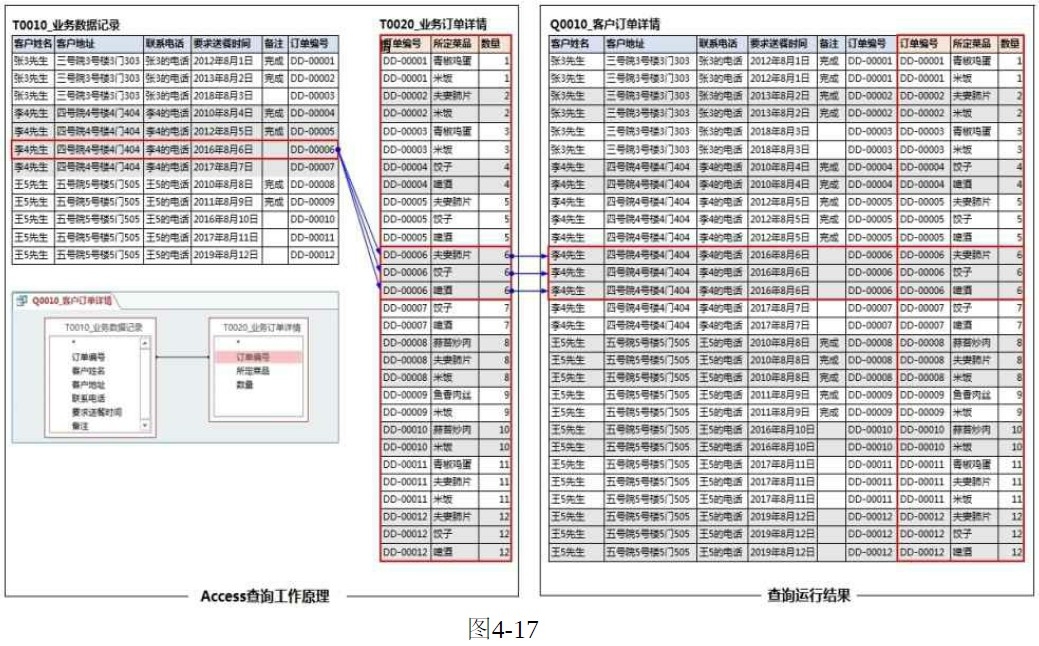 T0010_业务数据记录
客户姓名 客户地址 联系电话 要求送餐时间 备注 订单编号
张3先生 三号院3号楼3门303 张3的电话 2012年8月1日 完成 DD-00001
张3先生 三号院3号楼3门303 张3的电话 2013年8月2日 完成 DD-00002
张3先生 三号院3号楼3门303 张3的电话 2018年8月3日 DD-00003
李4先生 四号院4号楼4门404 李4的电话 2010年8月4日 完成 DD-00004
李4先生 四号院4号楼4门404 李4的电话 2012年8月5日 完成 DD-00005
李4先生 四号院4号楼4门404 李4的电话 2016年8月6日 DD-00006
李4先生 四号院4号楼4门404 李4的电话 2017年8月7日 DD-00007
王5先生 五号院5号楼5门505 王5的电话 2010年8月8日 完成 DD-00008
王5先生 五号院5号楼5门505 王5的电话 2011年8月9日 完成 DD-00009
王5先生 五号院5号楼5门505 王5的电话 2016年8月10日 DD-00010
王5先生 五号院5号楼5门505 王5的电话 2017年8月11日 DD-00011
王5先生 五号院5号楼5门505 王5的电话 2019年8月12日 DD-00012
Q0010_客户订单详情
T0010_业务数据记录
*
订单编号
客户姓名
客户地址
联系电话
要求送餐时间
备注
T0020_业务订单详情
*
订单编号
所定菜品
数量
T0020_业务订单详情
订单编号 所定菜品 数量
DD-00001 青椒鸡蛋 1
DD-00001 米饭 1
DD-00002 夫妻肺片 2
DD-00002 米饭 2
DD-00003 青椒鸡蛋 3
DD-00003 米饭 3
DD-00004 饺子 4
DD-00004 啤酒 4
DD-00005 夫妻肺片 5
DD-00005 饺子 5
DD-00005 啤酒 5
DD-00006 夫妻肺片 6
DD-00006 饺子 6
DD-00006 啤酒 6
DD-00007 饺子 7
DD-00007 啤酒 7
DD-00008 蒜苔炒肉 8
DD-00008 夫妻肺片 8
DD-00008 米饭 8
DD-00009 鱼香肉丝 9
DD-00009 米饭 9
DD-00010 蒜苔炒肉 10
DD-00010 米饭 10
DD-00011 青椒鸡蛋 11
DD-00011 夫妻肺片 11
DD-00011 米饭 11
DD-00012 夫妻肺片 12
DD-00012 饺子 12
DD-00012 啤酒 12
Access查询工作原理
Q0010_客户订单详情
客户姓名 客户地址 联系电话 要求送餐时间 备注 订单编号 订单编号 所定菜品 数量
张3先生 三号院3号楼3门303 张3的电话 2012年8月1日 完成 DD-00001 DD-00001 青椒鸡蛋 1
张3先生 三号院3号楼3门303 张3的电话 2012年8月1日 完成 DD-00001 DD-00001 米饭 1
张3先生 三号院3号楼3门303 张3的电话 2013年8月2日 完成 DD-00002 DD-00002 夫妻肺片 2
张3先生 三号院3号楼3门303 张3的电话 2013年8月2日 完成 DD-00002 DD-00002 米饭 2
张3先生 三号院3号楼3门303 张3的电话 2018年8月3日 DD-00003 DD-00003 青椒鸡蛋 3
张3先生 三号院3号楼3门303 张3的电话 2018年8月3日 DD-00003 DD-00003 米饭 3
李4先生 四号院4号楼4门404 李4的电话 2010年8月4日 完成 DD-00004 DD-00004 饺子 4
李4先生 四号院4号楼4门404 李4的电话 2010年8月4日 完成 DD-00004 DD-00004 啤酒 4
李4先生 四号院4号楼4门404 李4的电话 2012年8月5日 完成 DD-00005 DD-00005 夫妻肺片 5
李4先生 四号院4号楼4门404 李4的电话 2012年8月5日 完成 DD-00005 DD-00005 饺子 5
李4先生 四号院4号楼4门404 李4的电话 2012年8月5日 完成 DD-00005 DD-00005 啤酒 5
李4先生 四号院4号楼4门404 李4的电话 2016年8月6日 DD-00006 DD-00006 夫妻肺片 6
李4先生 四号院4号楼4门404 李4的电话 2016年8月6日 DD-00006 DD-00006 饺子 6
李4先生 四号院4号楼4门404 李4的电话 2016年8月6日 DD-00006 DD-00006 啤酒 6
李4先生 四号院4号楼4门404 李4的电话 2017年8月7日 DD-00007 DD-00007 饺子 7
李4先生 四号院4号楼4门404 李4的电话 2017年8月7日 DD-00007 DD-00007 啤酒 7
王5先生 五号院5号楼5门505 王5的电话 2010年8月8日 完成 DD-00008 DD-00008 蒜苔炒肉 8
王5先生 五号院5号楼5门505 王5的电话 2010年8月8日 完成 DD-00008 DD-00008 夫妻肺片 8
王5先生 五号院5号楼5门505 王5的电话 2010年8月8日 完成 DD-00008 DD-00008 米饭 8
王5先生 五号院5号楼5门505 王5的电话 2011年8月9日 完成 DD-00009 DD-00009 鱼香肉丝 9
王5先生 五号院5号楼5门505 王5的电话 2011年8月9日 完成 DD-00009 DD-00009 米饭 9
王5先生 五号院5号楼5门505 王5的电话 2016年8月10日 DD-00010 DD-00010 蒜苔炒肉 10
王5先生 五号院5号楼5门505 王5的电话 2016年8月10日 DD-00010 DD-00010 米饭 10
王5先生 五号院5号楼5门505 王5的电话 2017年8月11日 DD-00011 DD-00011 青椒鸡蛋 11
王5先生 五号院5号楼5门505 王5的电话 2017年8月11日 DD-00011 DD-00011 夫妻肺片 11
王5先生 五号院5号楼5门505 王5的电话 2017年8月11日 DD-00011 DD-00011 米饭 11
王5先生 五号院5号楼5门505 王5的电话 2019年8月12日 DD-00012 DD-00012 夫妻肺片 12
王5先生 五号院5号楼5门505 王5的电话 2019年8月12日 DD-00012 DD-00012 饺子 12
王5先生 五号院5号楼5门505 王5的电话 2019年8月12日 DD-00012 DD-00012 啤酒 12
查询运行结果
图4-17